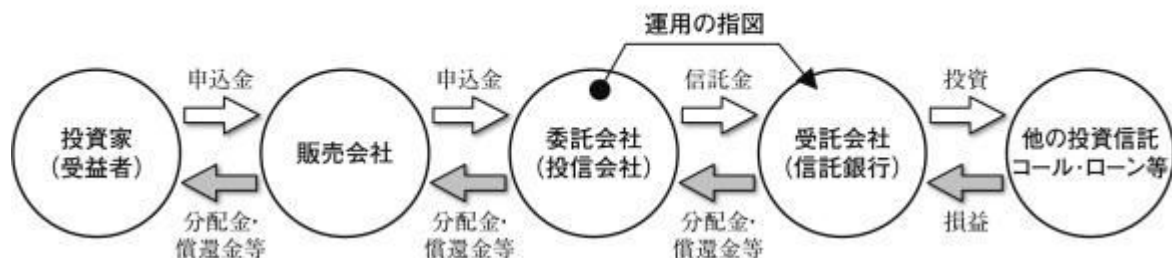 運用の指図
申込金
申込金
信託金
投資
投資家
(受益者)
販売会社
委託会社
(投信会社)
受託会社
(信託銀行)
他の投資信託
コール・ローン等
分配金・
償還金等
分配金・
償還金等
分配金・
償還金等
損益